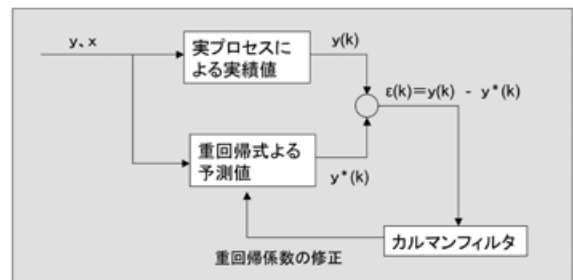 y、x
実プロセスに
よる実績値
y(k)
ε(k)＝y(k) - y*(k)
重回帰式よる
予測値
y*(k)
カルマンフィルタ
重回帰係数の修正